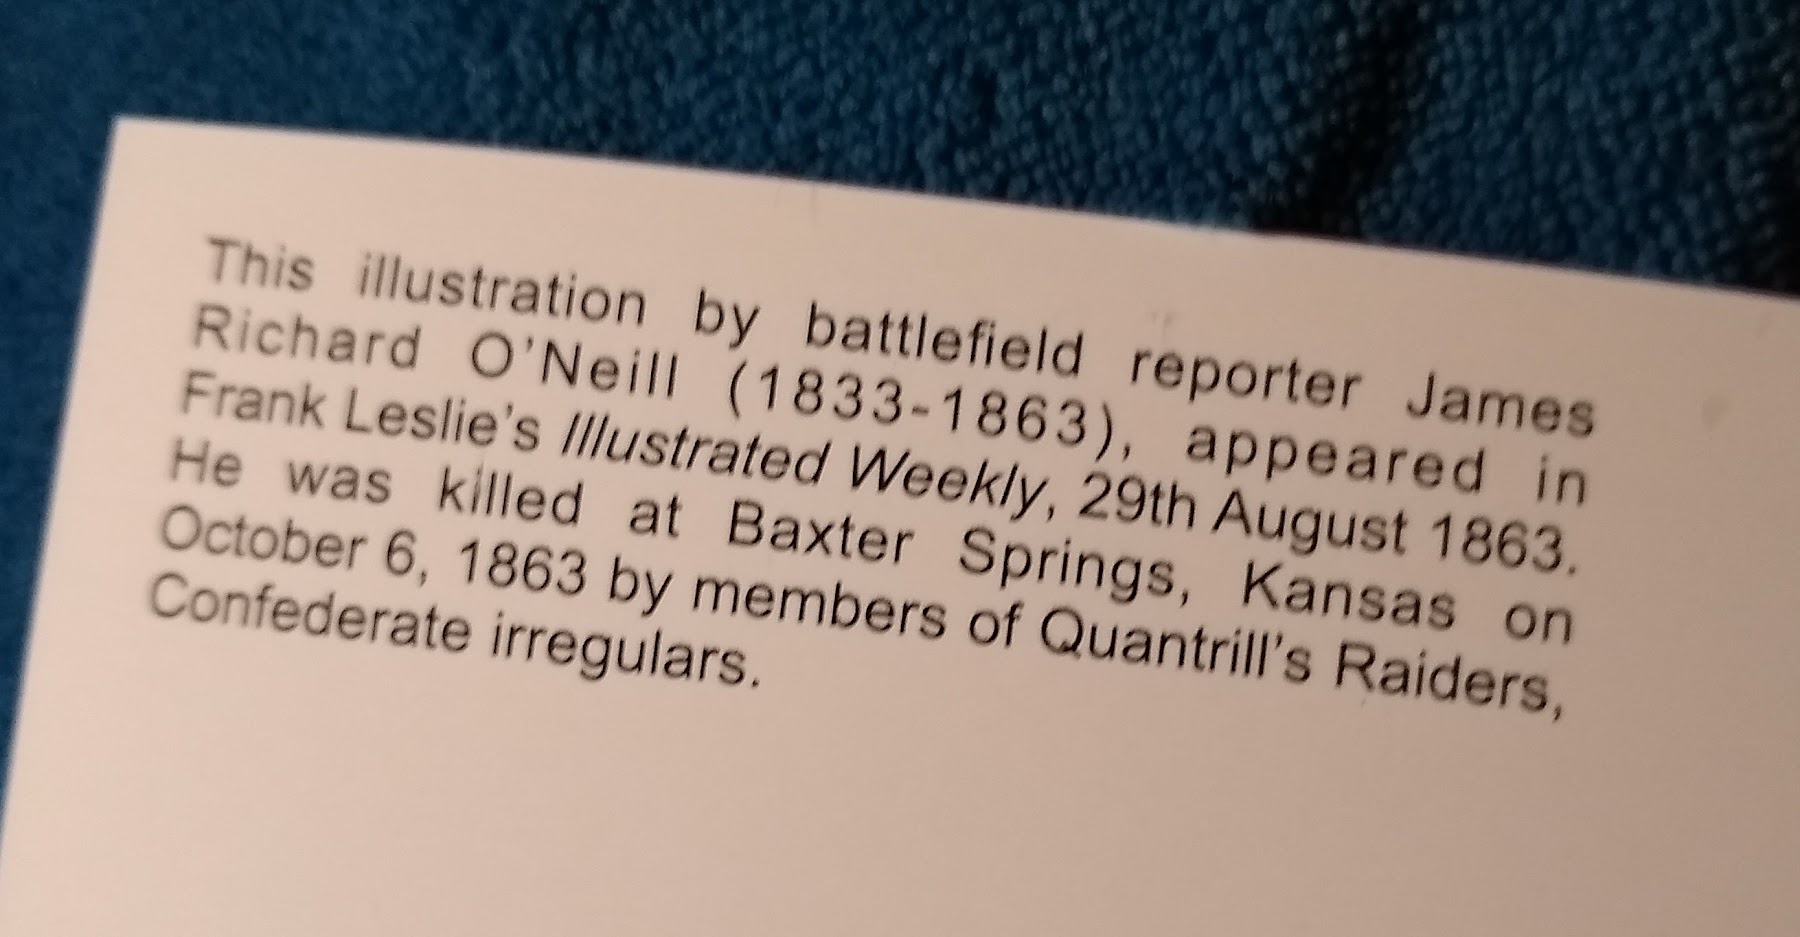 This illustration by battlefield reporter James
Richard O'Neill (1833-1863), appeared in
Frank Leslie's Illustrated Weekly, 29th August 1863.
He was killed at Baxter Springs, Kansas on
October 6, 1863 by members of Quantrill's Raiders,
Confederate irregulars.